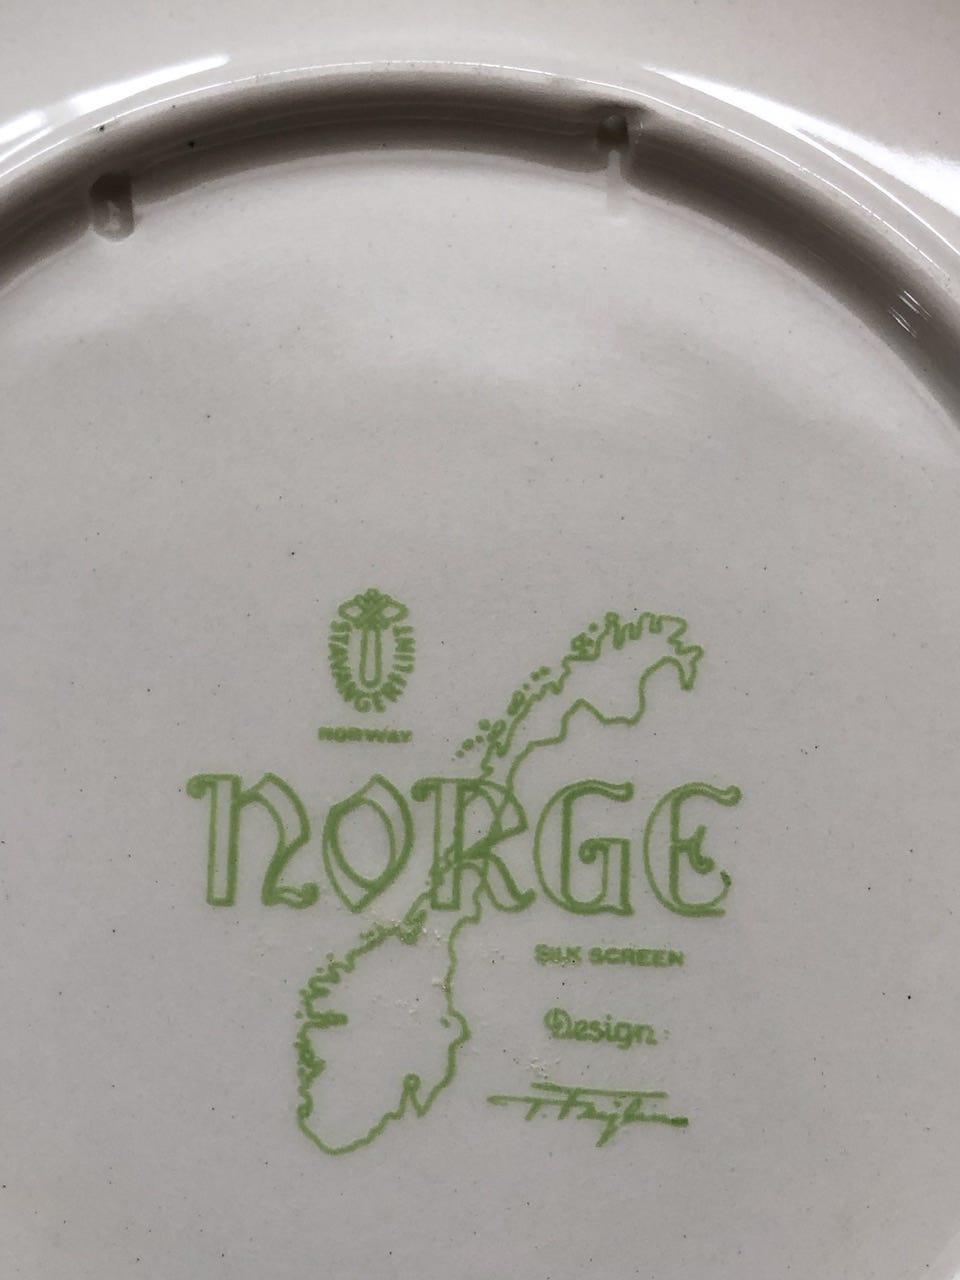 STAVANGERFLINT
NORWAY
NORGE
SILK SCREEN
Design: